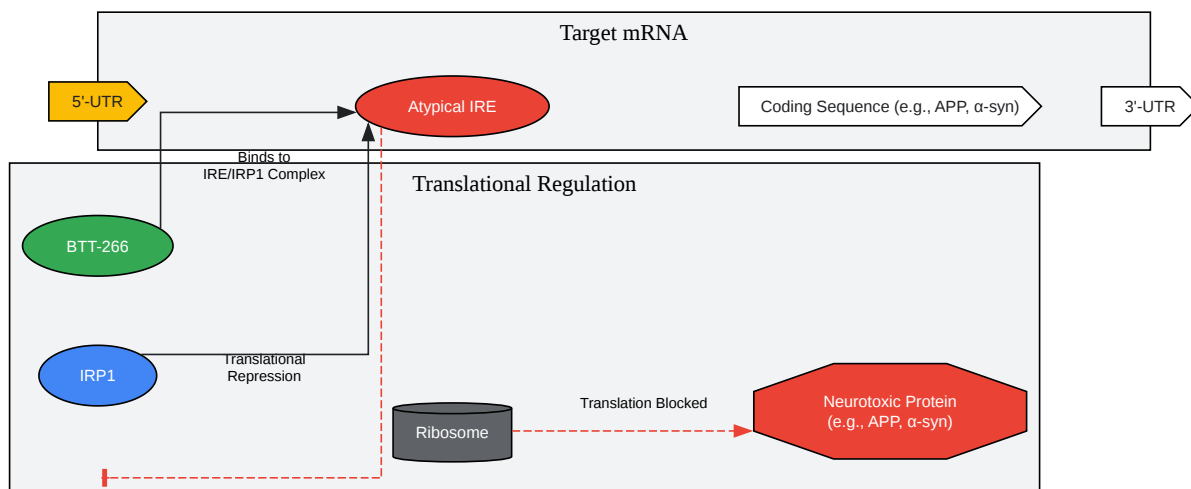 Target mRNA
5'-UTR
Atypical IRE
Coding Sequence (e.g., APP, α-syn)
3'-UTR
Binds to
IRE/IRP1 Complex
Translational Regulation
BTT-266
Translational
Repression
IRP1
Ribosome
Translation Blocked
Neurotoxic Protein
(e.g., APP, α-syn)